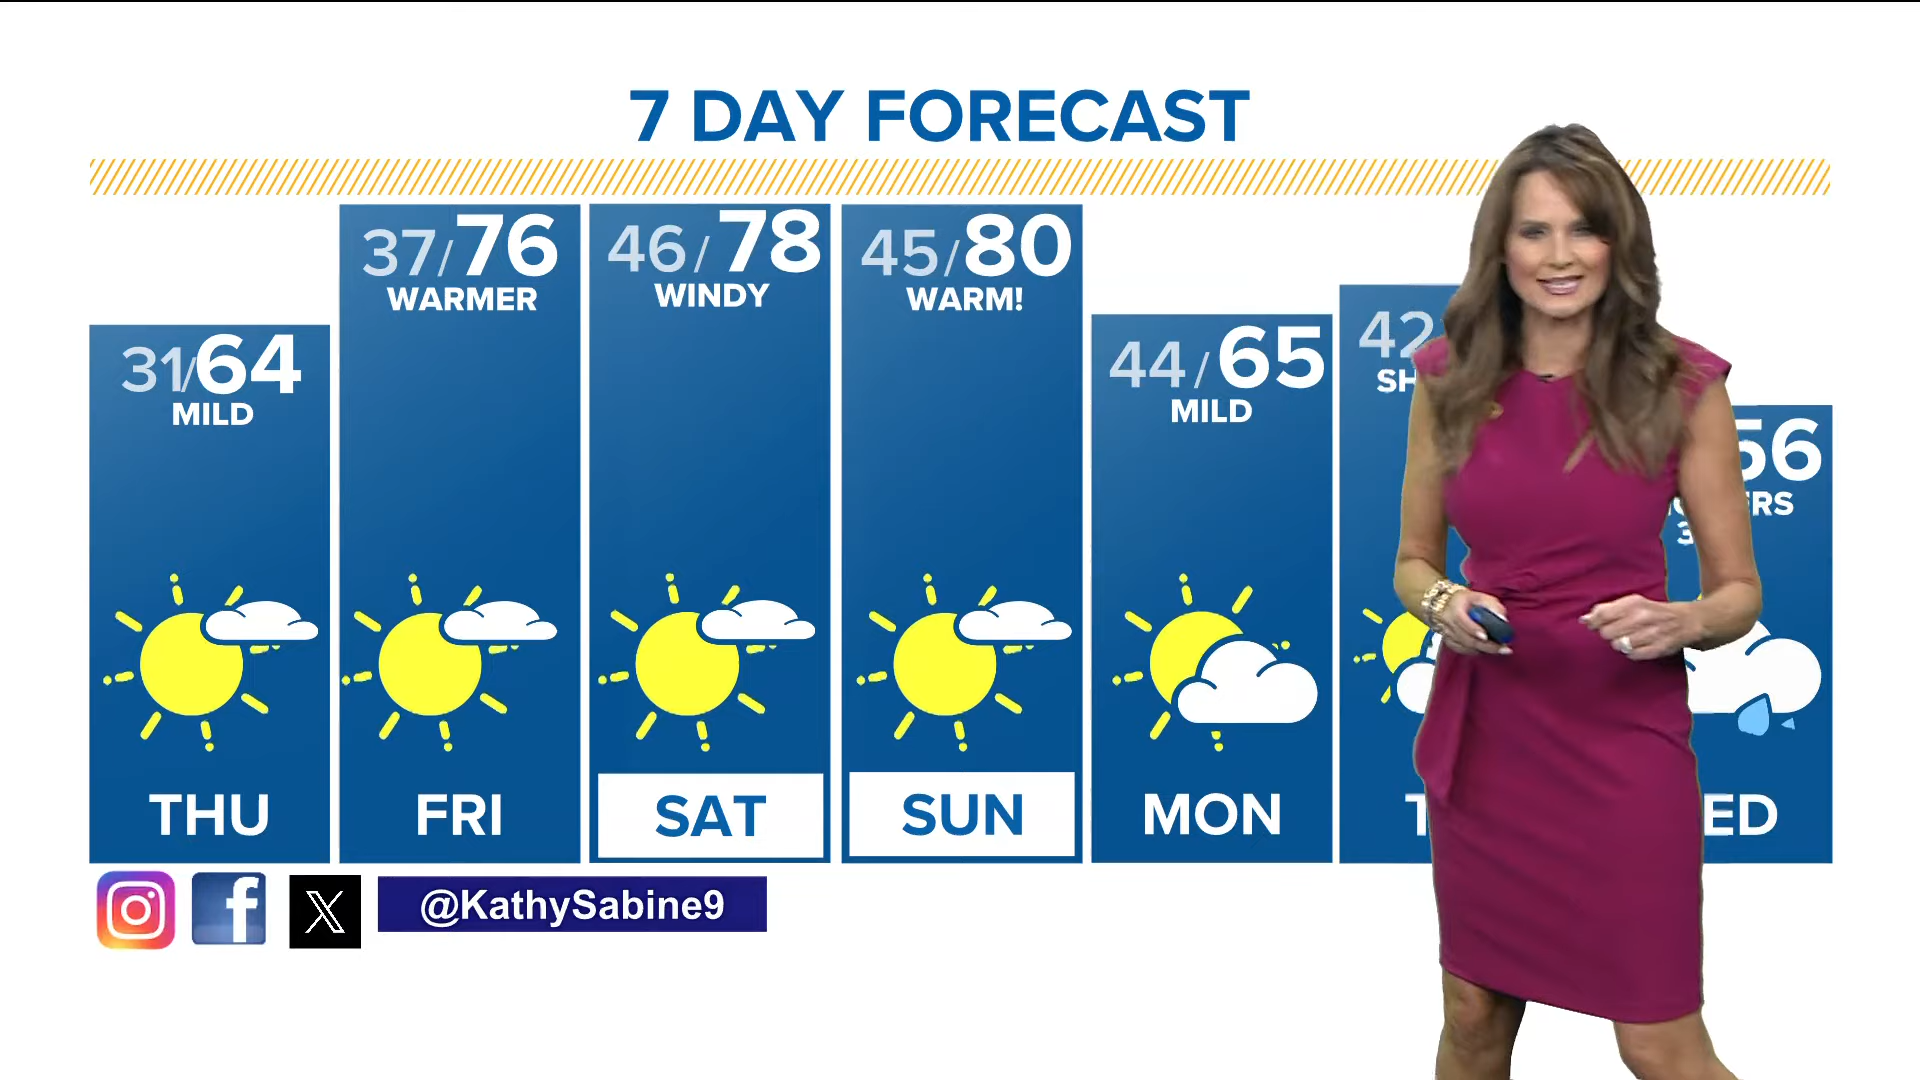 7 DAY FORECAST
31/64
MILD
THU
37/76
WARMER
FRI
46/78
WINDY
SAT
45/80
WARM!
SUN
44/65
MILD
MON
42
56
@KathySabine9